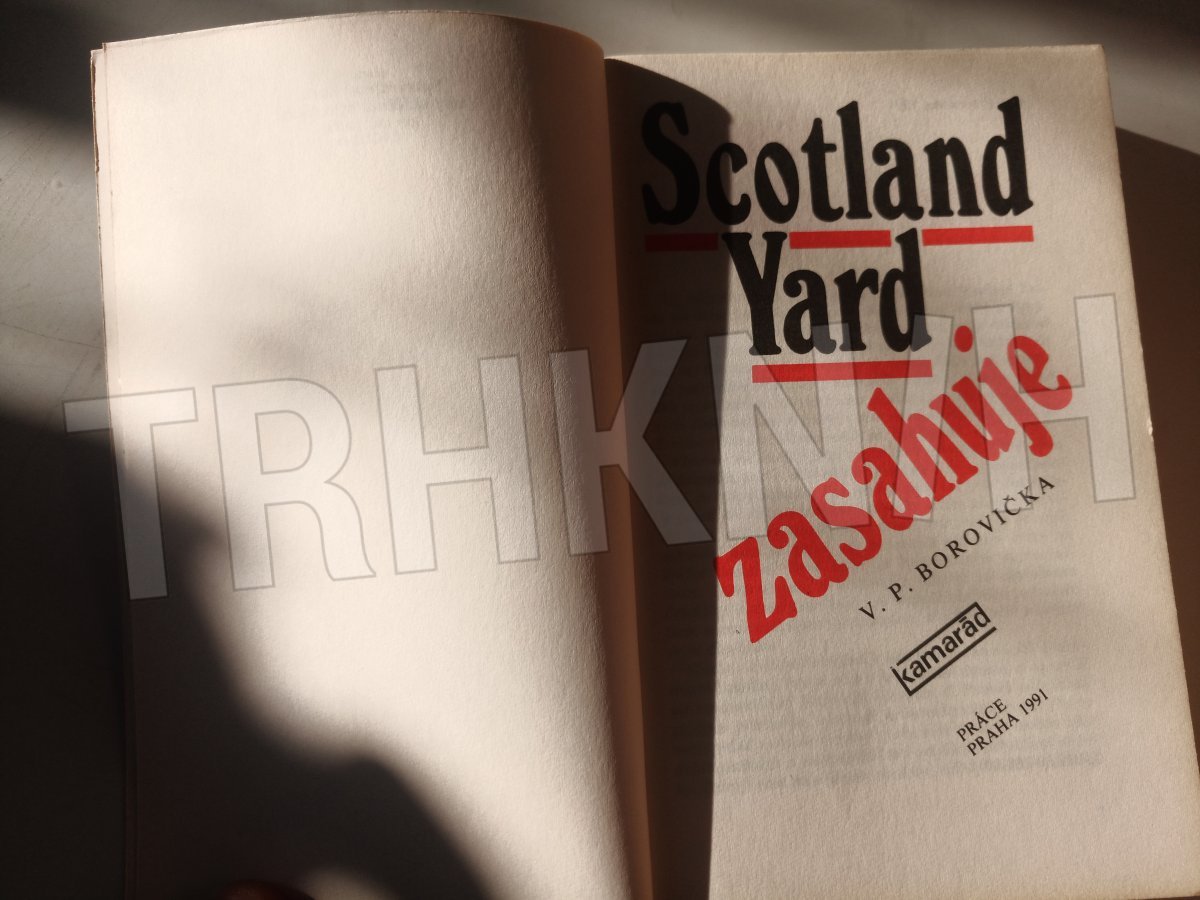 Scotland
Yard
zasahuje
V. P. BOROVIČKA
kamarád
PRÁCE
PRAHA 1991
TRHKNIH